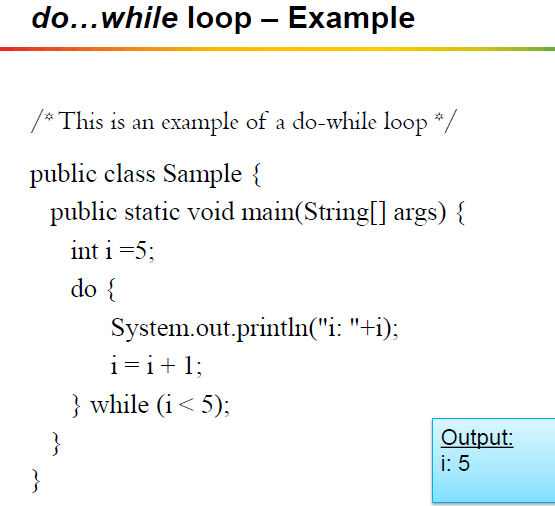 do…while loop – Example
/* This is an example of a do-while loop */
public class Sample {
public static void main(String[] args) {
int i =5;
do {
System.out.println("i: "+i);
i = i + 1;
} while (i < 5);
}
}
Output:
i: 5